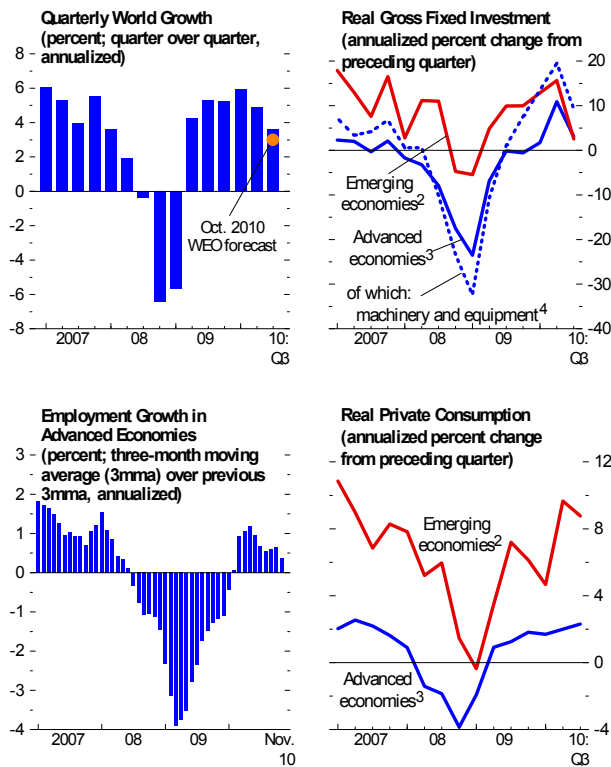 Quarterly World Growth
(percent; quarter over quarter,
annualized)
8
6
4
2
0
-2
-4
-6
-8
Oct. 2010
WEO forecast
2007
08
09
10:
Q3
Real Gross Fixed Investment
(annualized percent change from
preceding quarter)
20
10
0
-10
-20
-30
-40
Emerging
economies2
Advanced
economies3
of which:
machinery and equipment4
2007
08
09
10:
Q3
Employment Growth in
Advanced Economies
(percent; three-month moving
average (3mma) over previous
3mma, annualized)
3
2
1
0
-1
-2
-3
-4
2007
08
09
Nov.
10
Real Private Consumption
(annualized percent change
from preceding quarter)
12
8
4
0
-4
Emerging
economies2
Advanced
economies3
2007
08
09
10:
Q3